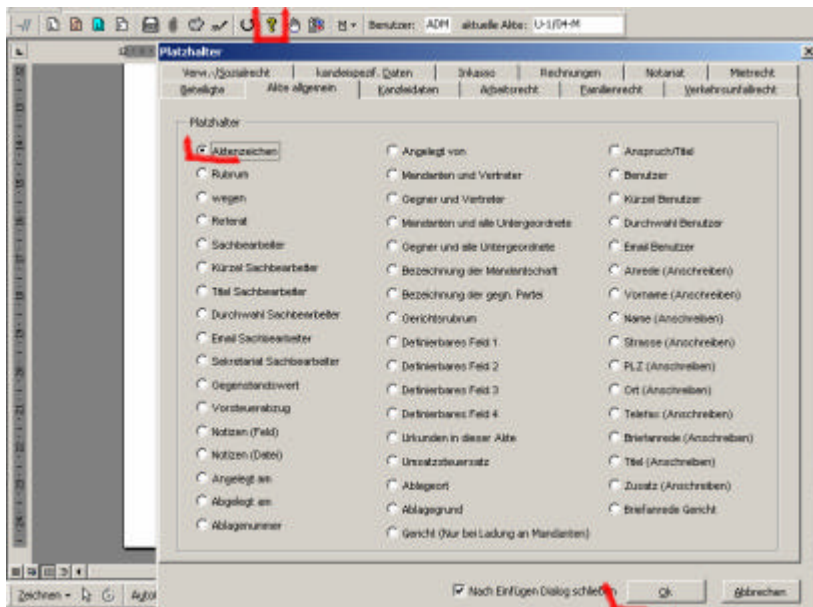 Benutzer: ADM aktuelle Akte: U-1/04-M
Platzhalter
Verw.-/Sozialrecht kanzleispezif. Daten Inkasso Rechnungen Notariat Mietrecht
Beteiligte Akte allgemein Kanzleidaten Arbeitsrecht Familienrecht Verkehrsunfallrecht
Platzhalter
Aktenzeichen Angelegt von Anspruch/Titel
Rubrum Mandanten und Vertreter Benutzer
wegen Gegner und Vertreter Kürzel Benutzer
Referat Mandanten und alle Untergeordnete Durchwahl Benutzer
Sachbearbeiter Gegner und alle Untergeordnete Email Benutzer
Kürzel Sachbearbeiter Bezeichnung der Mandantschaft Anrede (Anschreiben)
Titel Sachbearbeiter Bezeichnung der gegn. Partei Vorname (Anschreiben)
Durchwahl Sachbearbeiter Gerichtsrubrum Name (Anschreiben)
Email Sachbearbeiter Definierbares Feld 1 Strasse (Anschreiben)
Sekretariat Sachbearbeiter Definierbares Feld 2 PLZ (Anschreiben)
Gegenstandswert Definierbares Feld 3 Ort (Anschreiben)
Vorsteuerabzug Definierbares Feld 4 Telefax (Anschreiben)
Notizen (Feld) Urkunden in dieser Akte Briefanrede (Anschreiben)
Notizen (Datei) Umsatzsteuersatz Titel (Anschreiben)
Angelegt am Ablageort Zusatz (Anschreiben)
Abgelegt am Ablagegrund Briefanrede Gericht
Ablagenummer Gericht (Nur bei Ladung an Mandanten)
Nach Einfügen Dialog schließen Ok Abbrechen
Zeichnen